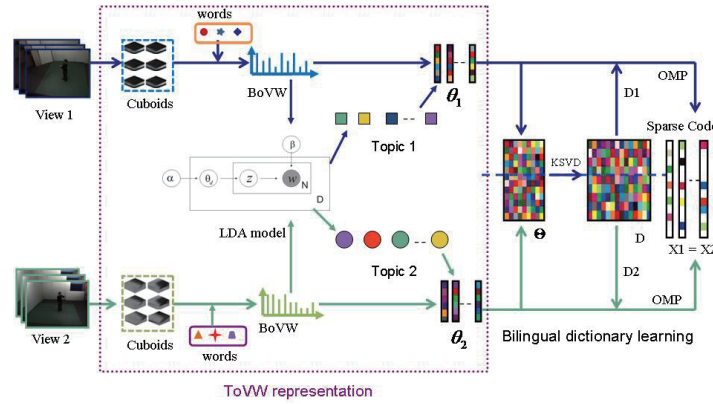 words
View 1
Cuboids
BoVW
θ1
D1
OMP
Topic 1
Sparse Code
β
α
θd
z
w
N
D
KSVD
Θ
D
X1 = X2
LDA model
Topic 2
D2
View 2
Cuboids
words
BoVW
θ2
OMP
Bilingual dictionary learning
ToVW representation